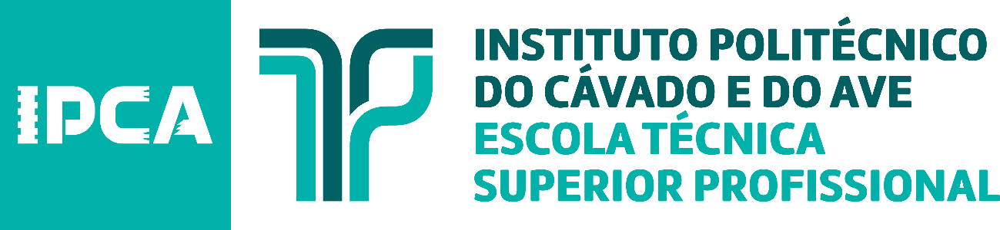 IPCA
INSTITUTO POLITÉCNICO
DO CÁVADO E DO AVE
ESCOLA TÉCNICA
SUPERIOR PROFISSIONAL